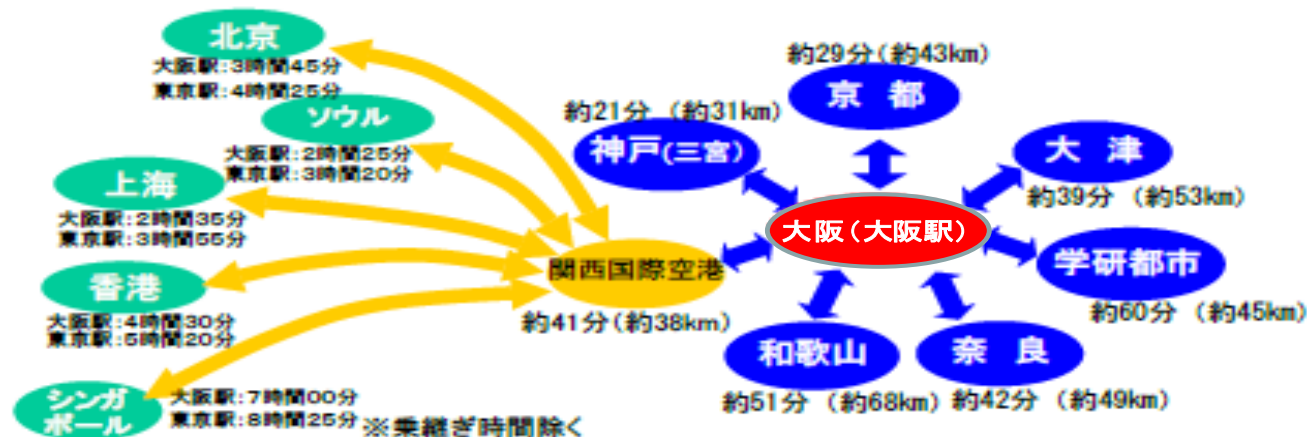 北京
大阪駅:3時間45分
東京駅:4時間25分
ソウル
大阪駅:2時間25分
東京駅:3時間20分
上海
大阪駅:2時間35分
東京駅:3時間55分
香港
大阪駅:4時間30分
東京駅:5時間20分
シンガ
ポール
大阪駅:7時間00分
東京駅:8時間25分
※乗継ぎ時間除く
関西国際空港
約41分(約38km)
約21分 (約31km)
神戸(三宮)
約29分(約43km)
京 都
大 津
約39分 (約53km)
大阪(大阪駅)
学研都市
約60分 (約45km)
和歌山
約51分 (約68km)
奈 良
約42分 (約49km)